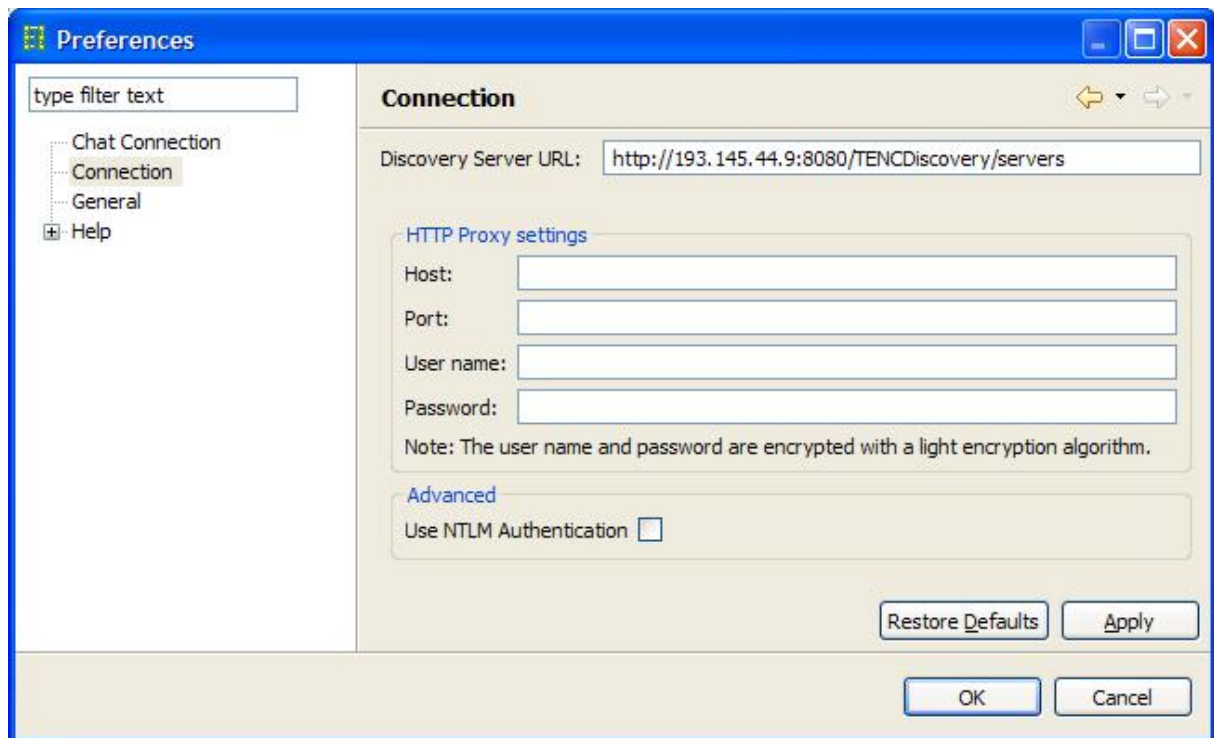 Preferences
type filter text
Chat Connection
Connection
General
Help
Connection
Discovery Server URL: http://193.145.44.9:8080/TENCDiscovery/servers
HTTP Proxy settings
Host:
Port:
User name:
Password:
Note: The user name and password are encrypted with a light encryption algorithm.
Advanced
Use NTLM Authentication
Restore Defaults Apply
OK Cancel